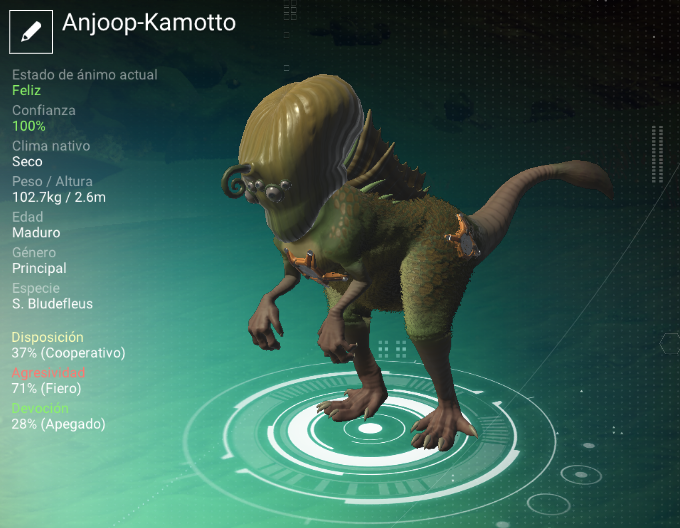 Anjoop-Kamotto
Estado de ánimo actual
Feliz
Confianza
100%
Clima nativo
Seco
Peso / Altura
102.7kg / 2.6m
Edad
Maduro
Género
Principal
Especie
S. Bludefleus
Disposición
37% (Cooperativo)
Agresividad
71% (Fiero)
Devoción
28% (Apegado)